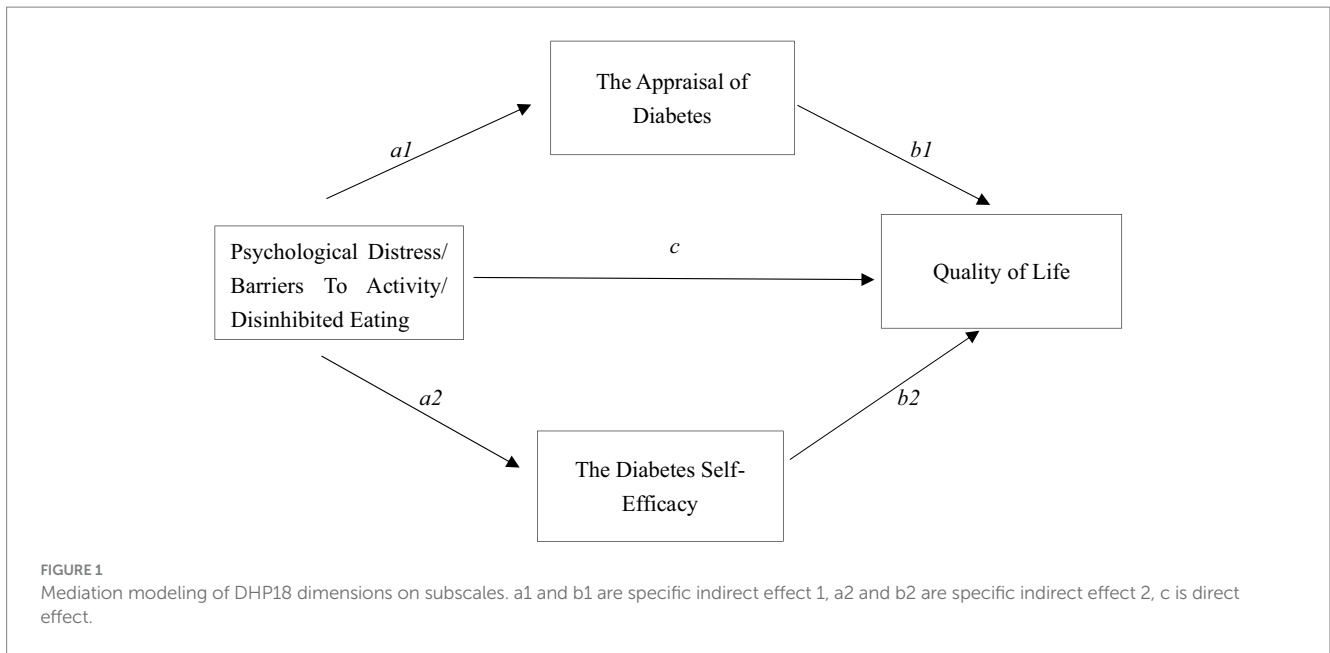 The Appraisal of
Diabetes
a1
b1
Psychological Distress/
Barriers To Activity/
Disinhibited Eating
c
Quality of Life
a2
b2
The Diabetes Self-
Efficacy
FIGURE 1
Mediation modeling of DHP18 dimensions on subscales. a1 and b1 are specific indirect effect 1, a2 and b2 are specific indirect effect 2, c is direct
effect.